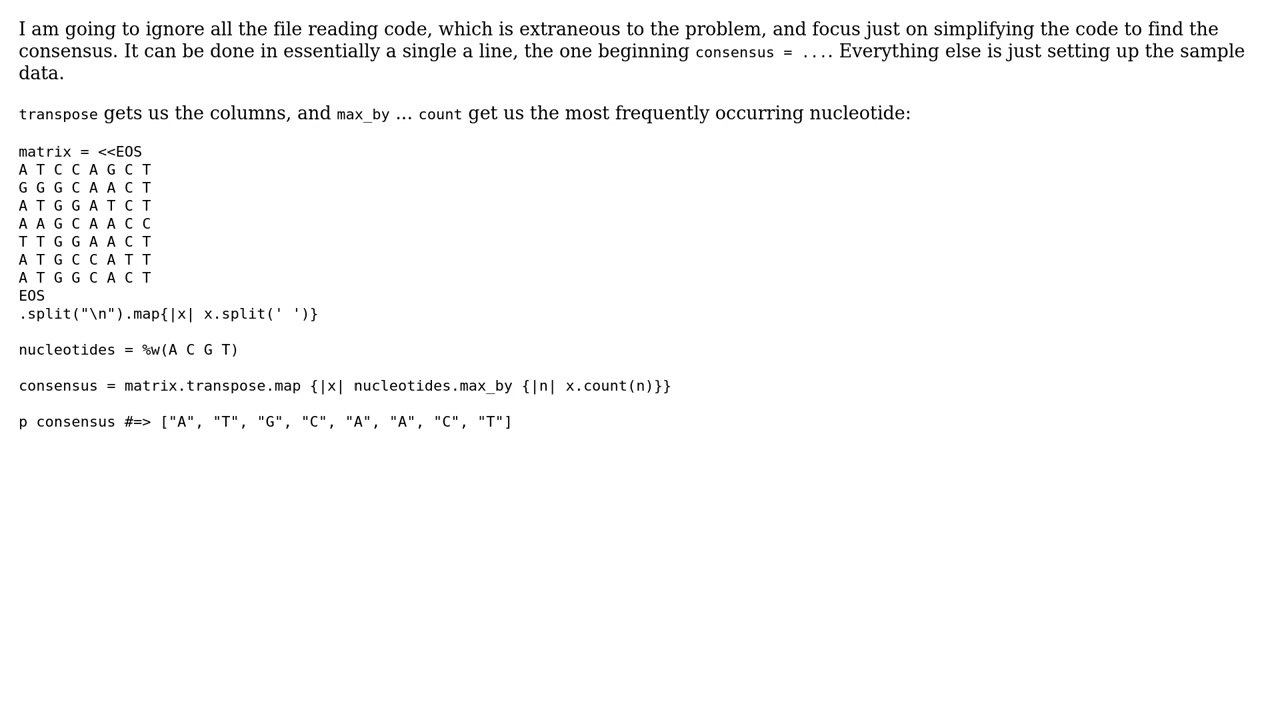 I am going to ignore all the file reading code, which is extraneous to the problem, and focus just on simplifying the code to find the
consensus. It can be done in essentially a single a line, the one beginning consensus = .... Everything else is just setting up the sample
data.
transpose gets us the columns, and max_by ... count get us the most frequently occurring nucleotide:
matrix = <<EOS
A T C C A G C T
G G G C A A C T
A T G G A T C T
A A G C A A C C
T T G G A A C T
A T G C C A T T
A T G G C A C T
EOS
.split("\n").map{|x| x.split(' ')}
nucleotides = %w(A C G T)
consensus = matrix.transpose.map {|x| nucleotides.max_by {|n| x.count(n)}}
p consensus #=> ["A", "T", "G", "C", "A", "A", "C", "T"]